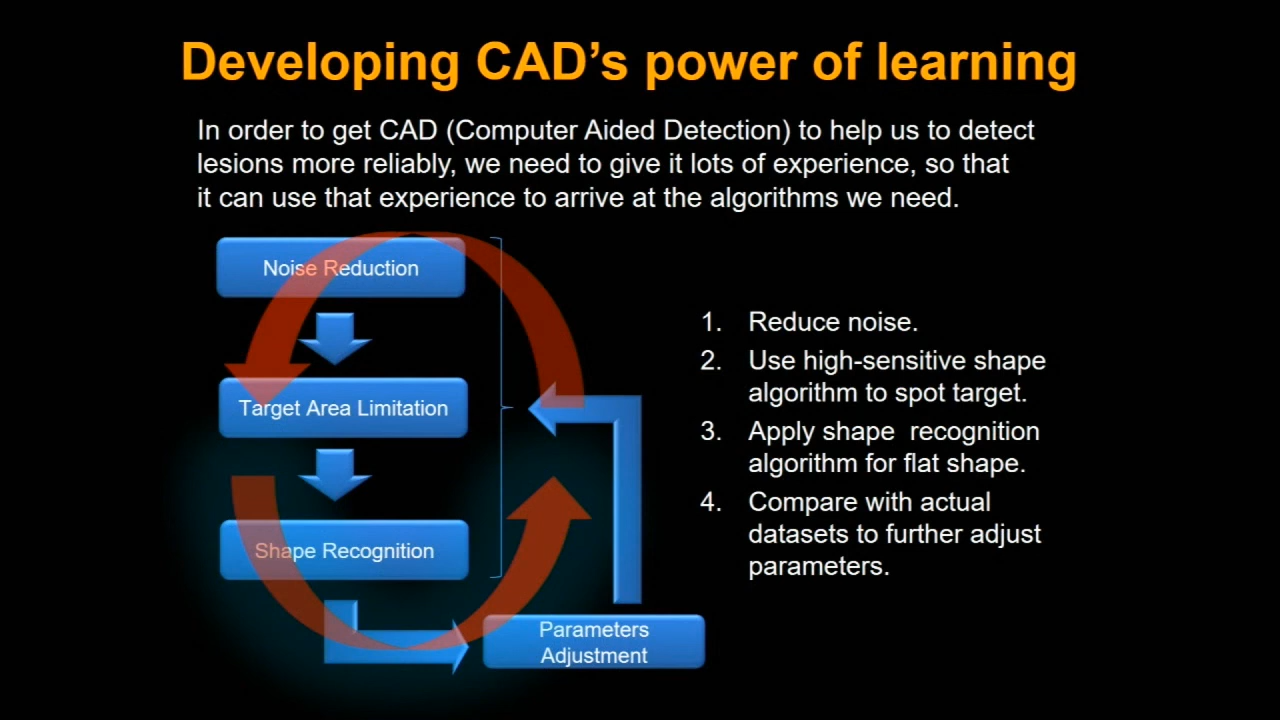 Developing CAD’s power of learning
In order to get CAD (Computer Aided Detection) to help us to detect
lesions more reliably, we need to give it lots of experience, so that
it can use that experience to arrive at the algorithms we need.
Noise Reduction
Target Area Limitation
Shape Recognition
Parameters
Adjustment
1. Reduce noise.
2. Use high-sensitive shape
algorithm to spot target.
3. Apply shape  recognition
algorithm for flat shape.
4. Compare with actual
datasets to further adjust
parameters.